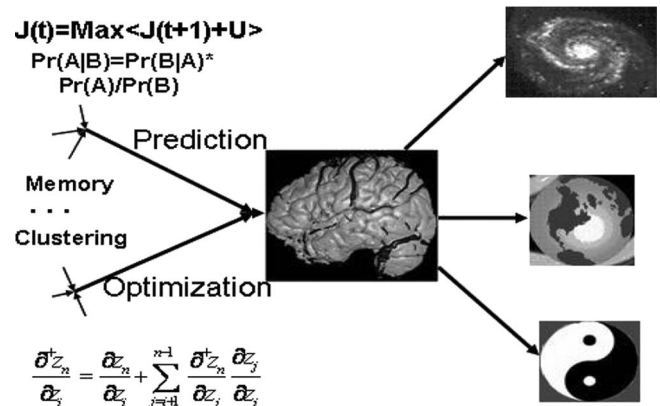 J(t)=Max<J(t+1)+U>
Pr(A|B)=Pr(B|A)*
Pr(A)/Pr(B)
Prediction
Memory
. . .
Clustering
Optimization
∂⁺z_n/∂z_i = ∂z_n/∂z_i + ∑_{j=i+1}^{n-1} ∂⁺z_n/∂z_j ∂z_j/∂z_i